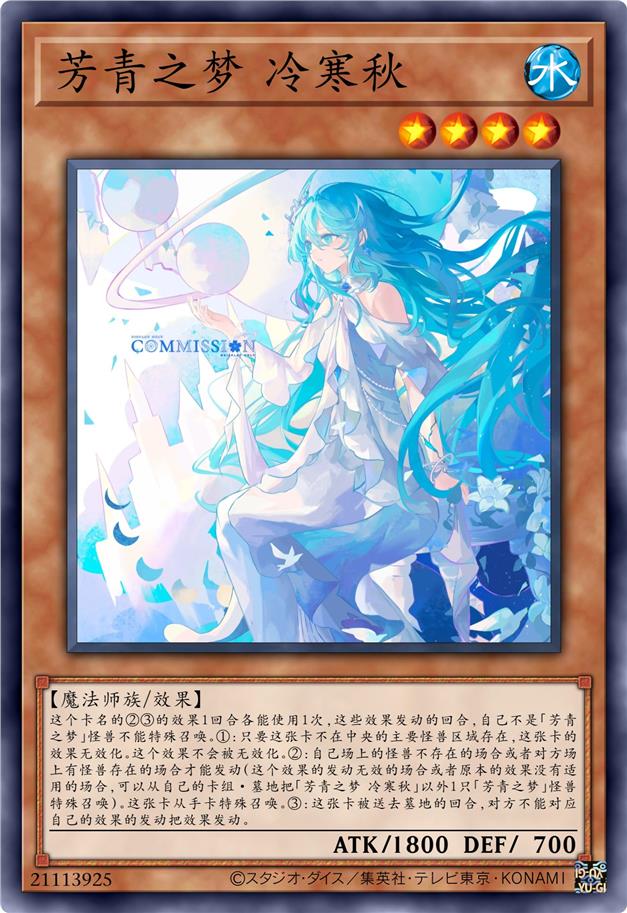 芳青之梦 冷寒秋
水
COMMISSION
【魔法师族/效果】
这个卡名的②③的效果1回合各能使用1次，这些效果发动的回合，自己不是「芳青
之梦」怪兽不能特殊召唤。①：只要这张卡不在中央的主要怪兽区域存在，这张卡的
效果无效化。这个效果不会被无效化。②：自己场上的怪兽不存在的场合或者对方场
上有怪兽存在的场合才能发动(这个效果的发动无效的场合或者原本的效果没有适
用的场合，可以从自己的卡组·墓地把「芳青之梦 冷寒秋」以外1只「芳青之梦」怪兽
特殊召唤)。这张卡从手卡特殊召唤。③：这张卡被送去墓地的回合，对方不能对应
自己的效果的发动把效果发动。
ATK/1800 DEF/ 700
21113925
©スタジオ・ダイス／集英社・テレビ東京・KONAMI